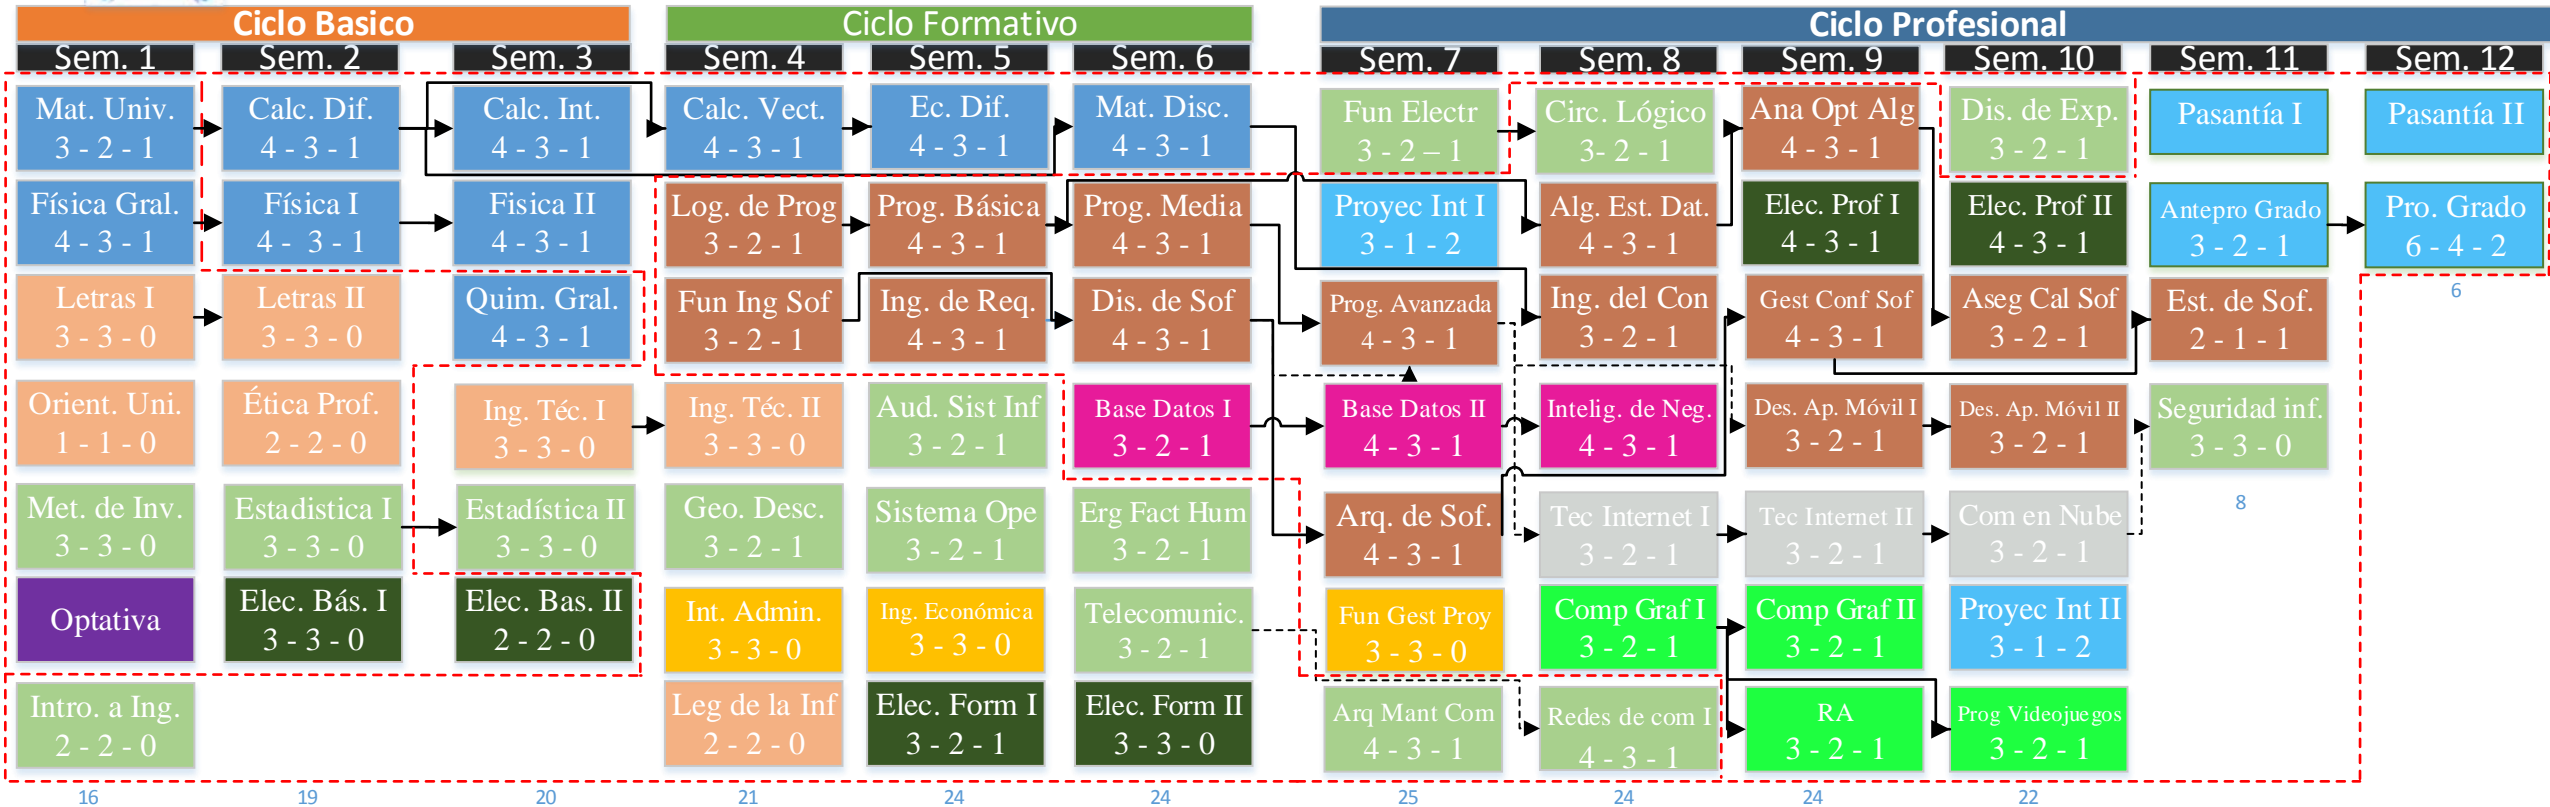 Ciclo Basico
Ciclo Formativo
Ciclo Profesional
Sem. 1
Sem. 2
Sem. 3
Sem. 4
Sem. 5
Sem. 6
Sem. 7
Sem. 8
Sem. 9
Sem. 10
Sem. 11
Sem. 12
Mat. Univ.
3 - 2 - 1
Calc. Dif.
4 - 3 - 1
Calc. Int.
4 - 3 - 1
Calc. Vect.
4 - 3 - 1
Ec. Dif.
4 - 3 - 1
Mat. Disc.
4 - 3 - 1
Fun Electr
3 - 2 – 1
Circ. Lógico
3- 2 - 1
Ana Opt Alg
4 - 3 - 1
Dis. de Exp.
3 - 2 - 1
Pasantía I
Pasantía II
Física Gral.
4 - 3 - 1
Física I
4 - 3 - 1
Fisica II
4 - 3 - 1
Log. de Prog
3 - 2 - 1
Prog. Básica
4 - 3 - 1
Prog. Media
4 - 3 - 1
Proyec Int I
3 - 1 - 2
Alg. Est. Dat.
4 - 3 - 1
Elec. Prof I
4 - 3 - 1
Elec. Prof II
4 - 3 - 1
Antepro Grado
3 - 2 - 1
Pro. Grado
6 - 4 - 2
Letras I
3 - 3 - 0
Letras II
3 - 3 - 0
Quim. Gral.
4 - 3 - 1
Fun Ing Sof
3 - 2 - 1
Ing. de Req.
4 - 3 - 1
Dis. de Sof
4 - 3 - 1
Prog. Avanzada
4 - 3 - 1
Ing. del Con
3 - 2 - 1
Gest Conf Sof
4 - 3 - 1
Aseg Cal Sof
3 - 2 - 1
Est. de Sof.
2 - 1 - 1
6
Orient. Uni.
1 - 1 - 0
Ética Prof.
2 - 2 - 0
Ing. Téc. I
3 - 3 - 0
Ing. Téc. II
3 - 3 - 0
Aud. Sist Inf
3 - 2 - 1
Base Datos I
3 - 2 - 1
Base Datos II
4 - 3 - 1
Intelig. de Neg.
4 - 3 - 1
Des. Ap. Móvil I
3 - 2 - 1
Des. Ap. Móvil II
3 - 2 - 1
Seguridad inf.
3 - 3 - 0
Met. de Inv.
3 - 3 - 0
Estadistica I
3 - 3 - 0
Estadística II
3 - 3 - 0
Geo. Desc.
3 - 2 - 1
Sistema Ope
3 - 2 - 1
Erg Fact Hum
3 - 2 - 1
Arq. de Sof.
4 - 3 - 1
Tec Internet I
3 - 2 - 1
Tec Internet II
3 - 2 - 1
Com en Nube
3 - 2 - 1
8
Optativa
Elec. Bás. I
3 - 3 - 0
Elec. Bas. II
2 - 2 - 0
Int. Admin.
3 - 3 - 0
Ing. Económica
3 - 3 - 0
Telecomunic.
3 - 2 - 1
Fun Gest Proy
3 - 3 - 0
Comp Graf I
3 - 2 - 1
Comp Graf II
3 - 2 - 1
Proyec Int II
3 - 1 - 2
Intro. a Ing.
2 - 2 - 0
Leg de la Inf
2 - 2 - 0
Elec. Form I
3 - 2 - 1
Elec. Form II
3 - 3 - 0
Arq Mant Com
4 - 3 - 1
Redes de com I
4 - 3 - 1
RA
3 - 2 - 1
Prog Videojuegos
3 - 2 - 1
16
19
20
21
24
24
25
24
24
22